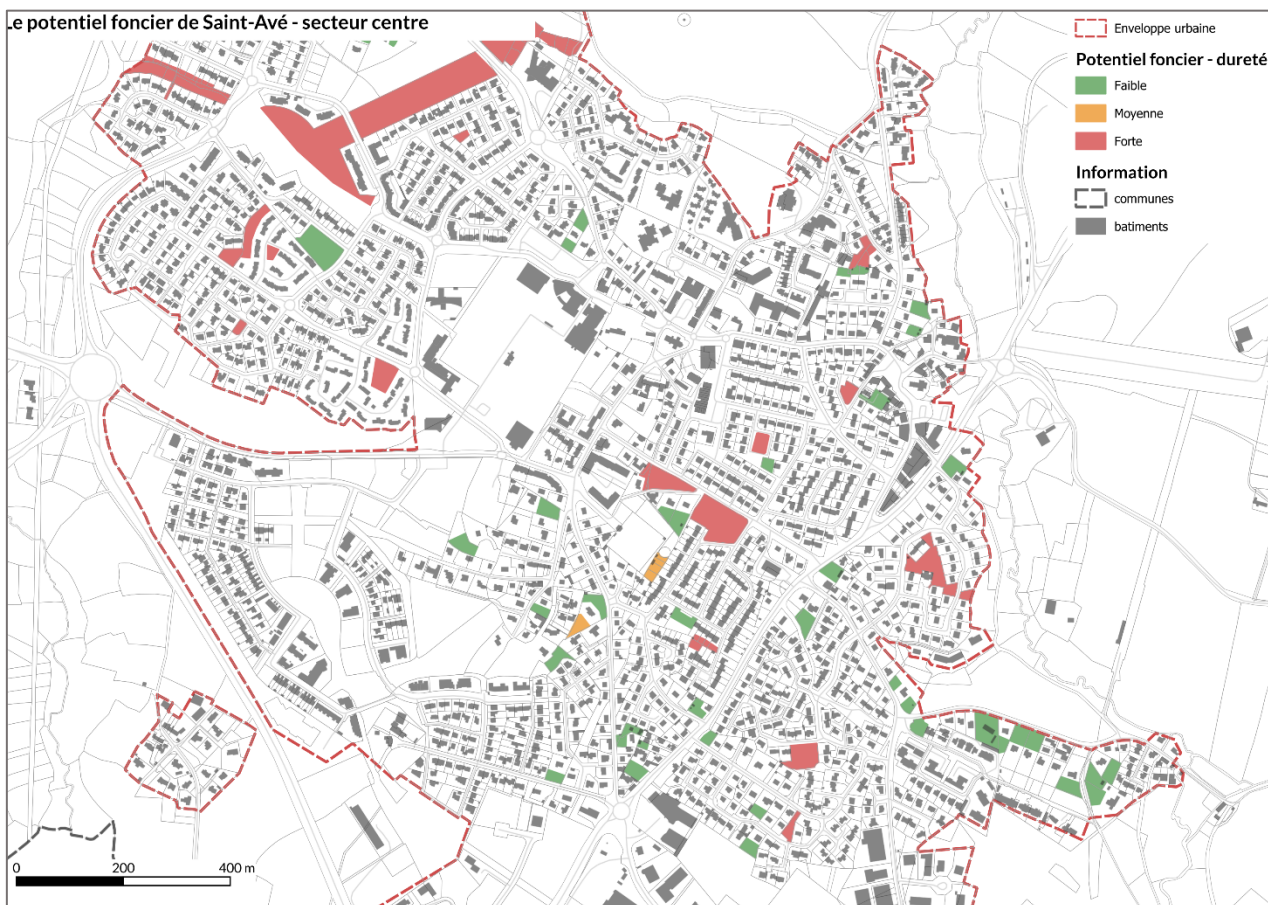 Le potentiel foncier de Saint-Avé - secteur centre
Enveloppe urbaine
Potentiel foncier - dureté
Faible
Moyenne
Forte
Information
communes
batiments
0 200 400 m